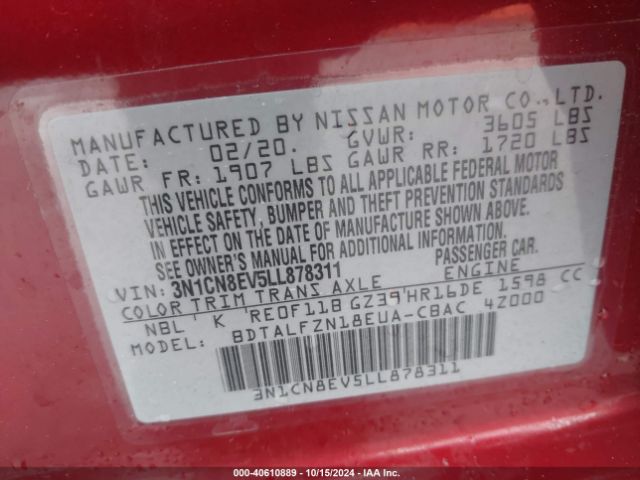 MANUFACTURED BY NISSAN MOTOR CO., LTD.
DATE: 02/20. GVWR: 3605 LBS
GAWR FR: 1907 LBS GAWR RR: 1720 LBS
THIS VEHICLE CONFORMS TO ALL APPLICABLE FEDERAL MOTOR
VEHICLE SAFETY, BUMPER AND THEFT PREVENTION STANDARDS
IN EFFECT ON THE DATE OF MANUFACTURE SHOWN ABOVE.
SEE OWNER'S MANUAL FOR ADDITIONAL INFORMATION.
VIN: 3N1CN8EV5LL878311 PASSENGER CAR.
COLOR TRIM TRANS AXLE ENGINE
NBL K RE0F11B GZ39 HR16DE 1598 CC
MODEL: BDTALFZN18EUA-CBAC 4Z000
3N1CN8EV5LL878311
000-40610889 - 10/15/2024 - IAA Inc.